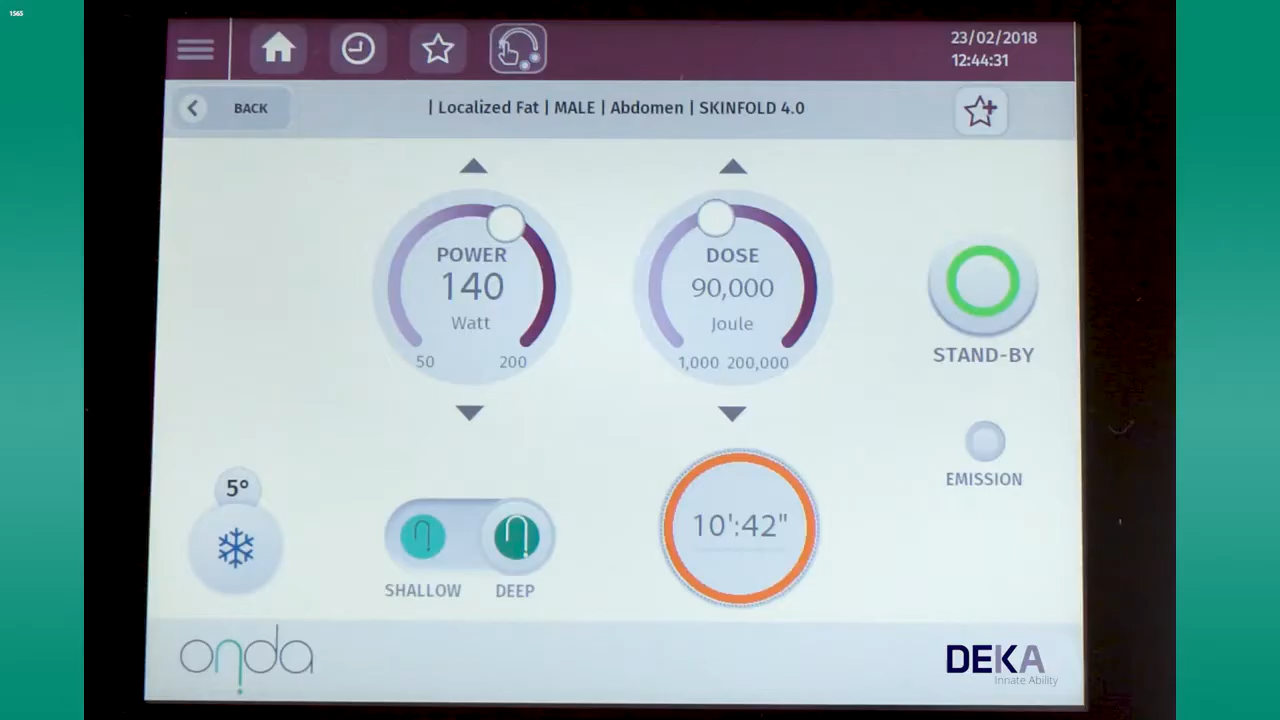 1565
23/02/2018
12:44:31
BACK
| Localized Fat | MALE | Abdomen | SKINFOLD 4.0
POWER
140
Watt
50
200
DOSE
90,000
Joule
1,000 200,000
STAND-BY
EMISSION
5°
SHALLOW
DEEP
10':42"
onda
DEKA
Innate Ability